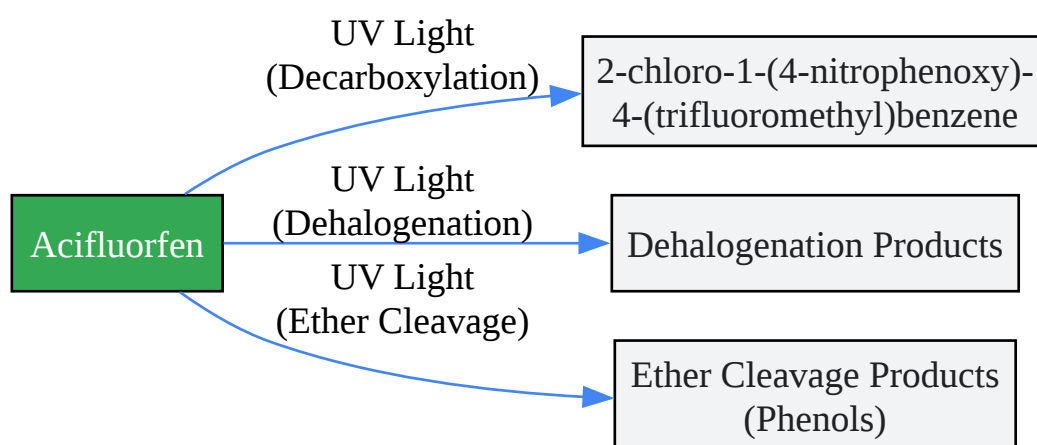 UV Light
(Decarboxylation)
2-chloro-1-(4-nitrophenoxy)-
4-(trifluoromethyl)benzene
Acifluorfen
UV Light
(Dehalogenation)
Dehalogenation Products
UV Light
(Ether Cleavage)
Ether Cleavage Products
(Phenols)